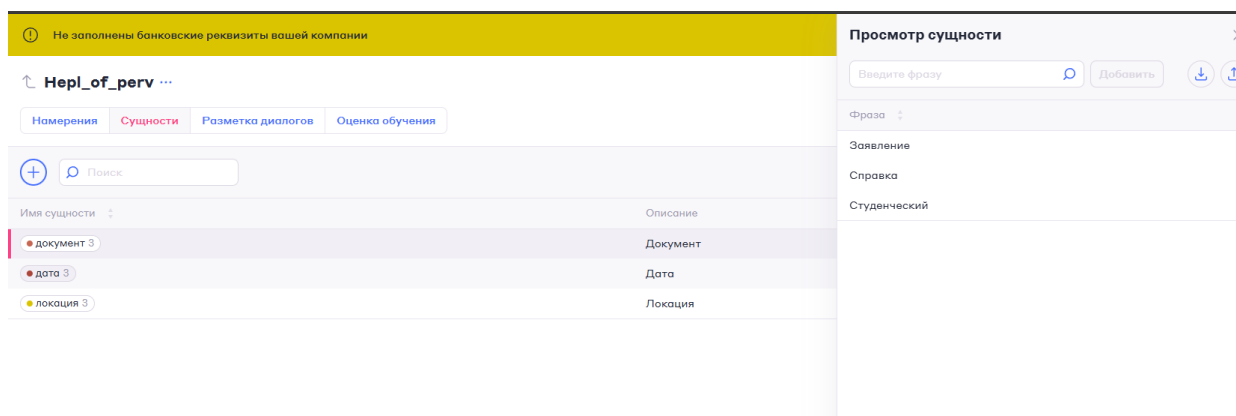 Не заполнены банковские реквизиты вашей компании
Hepl_of_perv ...
Намерения Сущности Разметка диалогов Оценка обучения
Поиск
Имя сущности Описание
документ 3 Документ
дата 3 Дата
локация 3 Локация
Просмотр сущности
Введите фразу Добавить
Фраза
Заявление
Справка
Студенческий